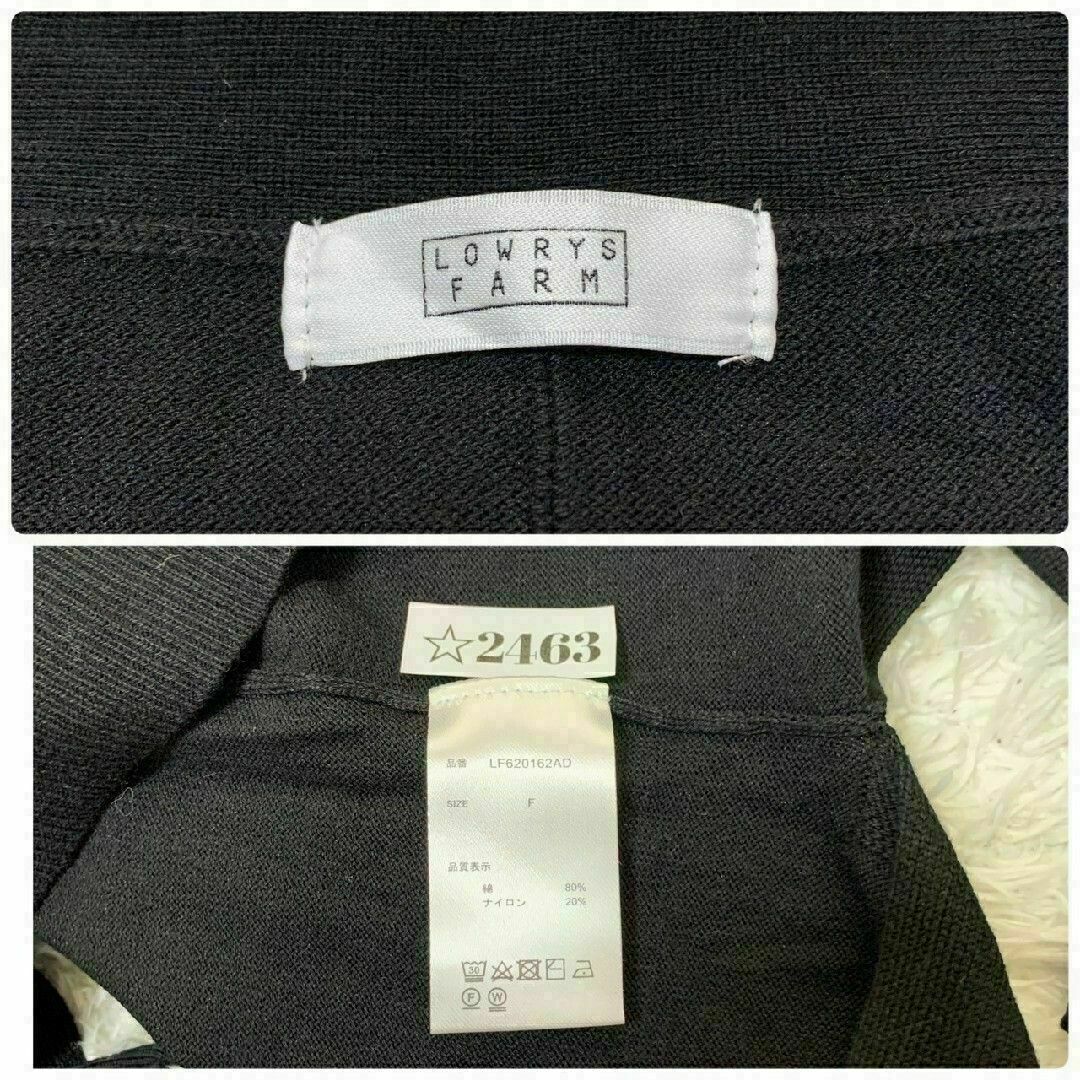 LOWRYS
FARM
☆2463
品番 LF620162AD
SIZE F
品質表示
綿 80%
ナイロン 20%
30
F W